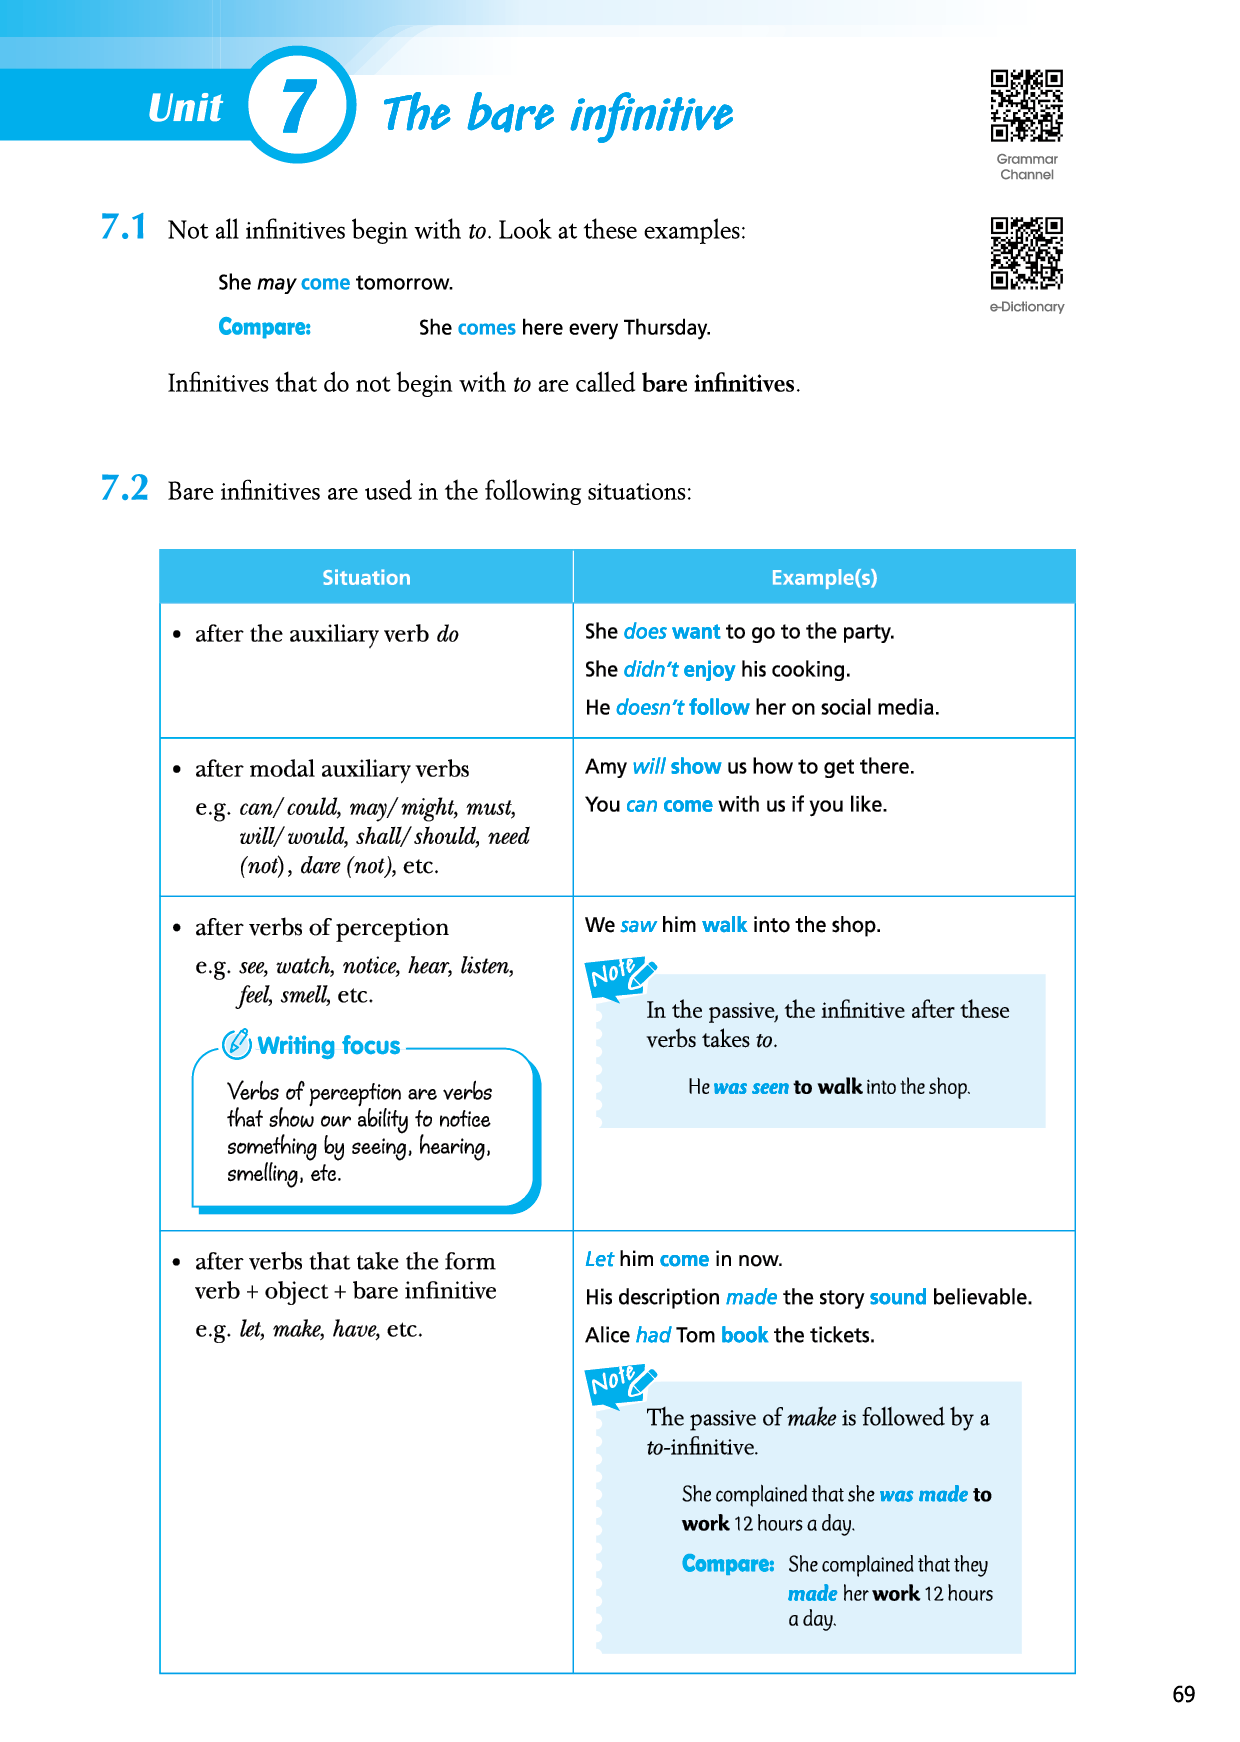 Unit 7 The bare infinitive
Grammar
Channel
7.1 Not all infinitives begin with to. Look at these examples:
e-Dictionary
She may come tomorrow.
Compare: She comes here every Thursday.
Infinitives that do not begin with to are called bare infinitives.
7.2 Bare infinitives are used in the following situations:
Situation
Example(s)
• after the auxiliary verb do
She does want to go to the party.
She didn't enjoy his cooking.
He doesn't follow her on social media.
• after modal auxiliary verbs
e.g. can/could, may/might, must,
will/would, shall/should, need
(not), dare (not), etc.
Amy will show us how to get there.
You can come with us if you like.
• after verbs of perception
e.g. see, watch, notice, hear, listen,
feel, smell, etc.
Writing focus
Verbs of perception are verbs
that show our ability to notice
something by seeing, hearing,
smelling, etc.
We saw him walk into the shop.
Note
In the passive, the infinitive after these
verbs takes to.
He was seen to walk into the shop.
• after verbs that take the form
verb + object + bare infinitive
e.g. let, make, have, etc.
Let him come in now.
His description made the story sound believable.
Alice had Tom book the tickets.
Note
The passive of make is followed by a
to-infinitive.
She complained that she was made to
work 12 hours a day.
Compare: She complained that they
made her work 12 hours
a day.
69